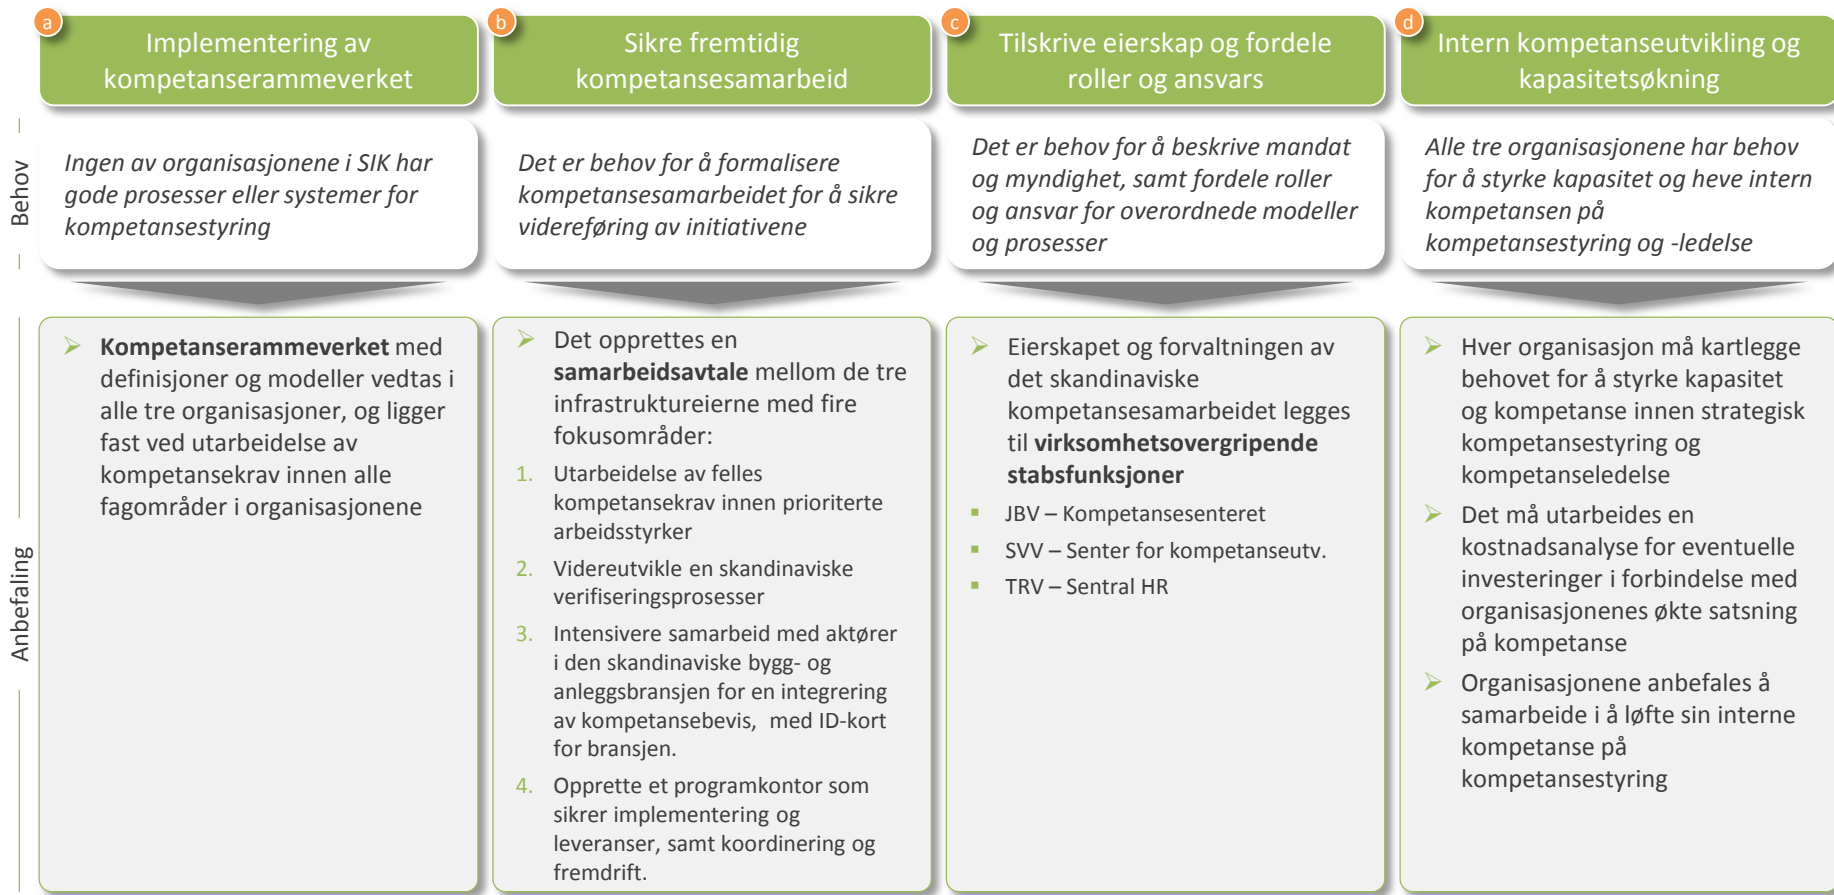 a
Implementering av
kompetanserammeverket
b
Sikre fremtidig
kompetansesamarbeid
c
Tilskrive eierskap og fordele
roller og ansvars
d
Intern kompetanseutvikling og
kapasitetsøkning
Behov
Ingen av organisasjonene i SIK har
gode prosesser eller systemer for
kompetansestyring
Det er behov for å formalisere
kompetansesamarbeidet for å sikre
videreføring av initiativene
Det er behov for å beskrive mandat
og myndighet, samt fordele roller
og ansvar for overordnede modeller
og prosesser
Alle tre organisasjonene har behov
for å styrke kapasitet og heve intern
kompetansen på
kompetansestyring og -ledelse
Anbefaling
➢ Kompetanserammeverket med
definisjoner og modeller vedtas i
alle tre organisasjoner, og ligger
fast ved utarbeidelse av
kompetansekrav innen alle
fagområder i organisasjonene
➢ Det opprettes en
samarbeidsavtale mellom de tre
infrastruktureierne med fire
fokusområder:
1. Utarbeidelse av felles
kompetansekrav innen prioriterte
arbeidsstyrker
2. Videreutvikle en skandinaviske
verifiseringsprosesser
3. Intensivere samarbeid med aktører
i den skandinaviske bygg- og
anleggsbransjen for en integrering
av kompetansebevis, med ID-kort
for bransjen.
4. Opprette et programkontor som
sikrer implementering og
leveranser, samt koordinering og
fremdrift.
➢ Eierskapet og forvaltningen av
det skandinaviske
kompetansesamarbeidet legges
til virksomhetsovergripende
stabsfunksjoner
▪ JBV – Kompetansesenteret
▪ SVV – Senter for kompetanseutv.
▪ TRV – Sentral HR
➢ Hver organisasjon må kartlegge
behovet for å styrke kapasitet
og kompetanse innen strategisk
kompetansestyring og
kompetanseledelse
➢ Det må utarbeides en
kostnadsanalyse for eventuelle
investeringer i forbindelse med
organisasjonenes økte satsning
på kompetanse
➢ Organisasjonene anbefales å
samarbeide i å løfte sin interne
kompetanse på
kompetansestyring